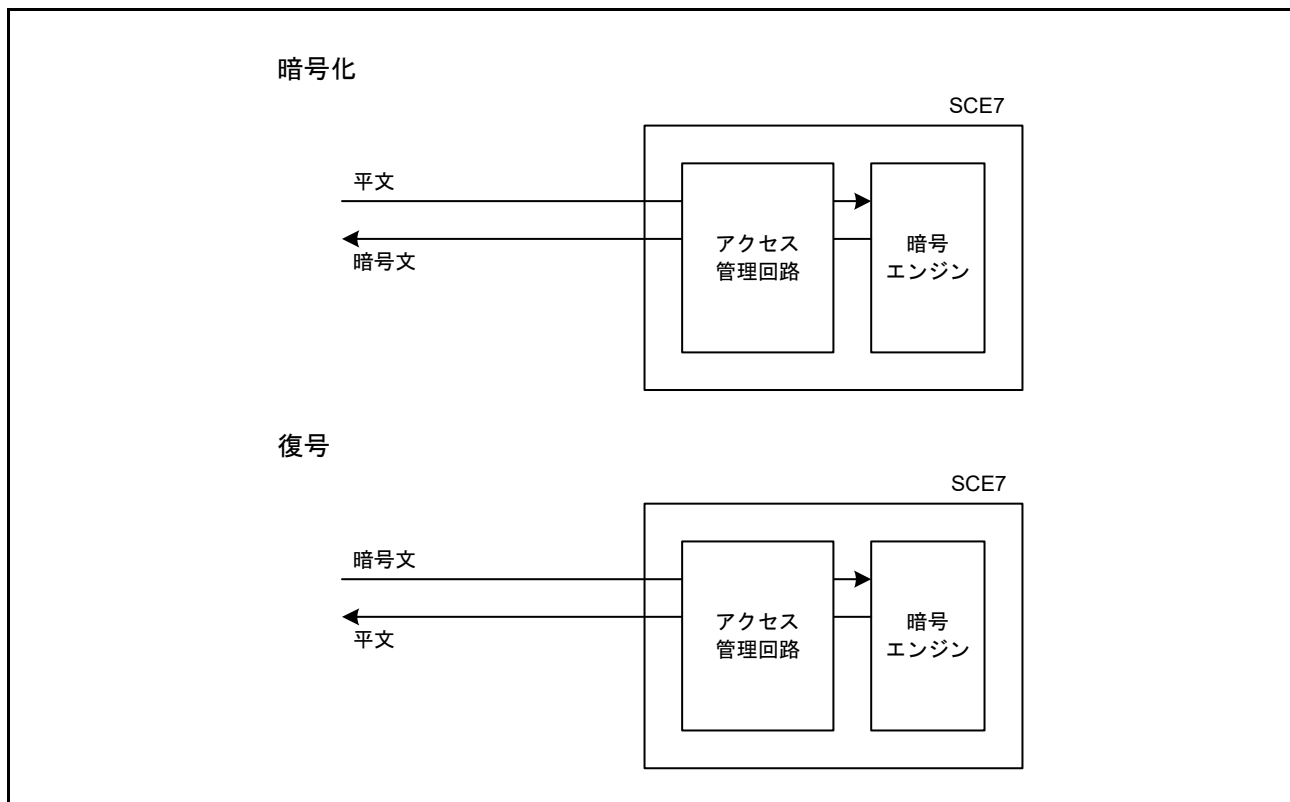 暗号化
SCE7
平文
暗号文
アクセス
管理回路
暗号
エンジン
復号
SCE7
暗号文
平文
アクセス
管理回路
暗号
エンジン